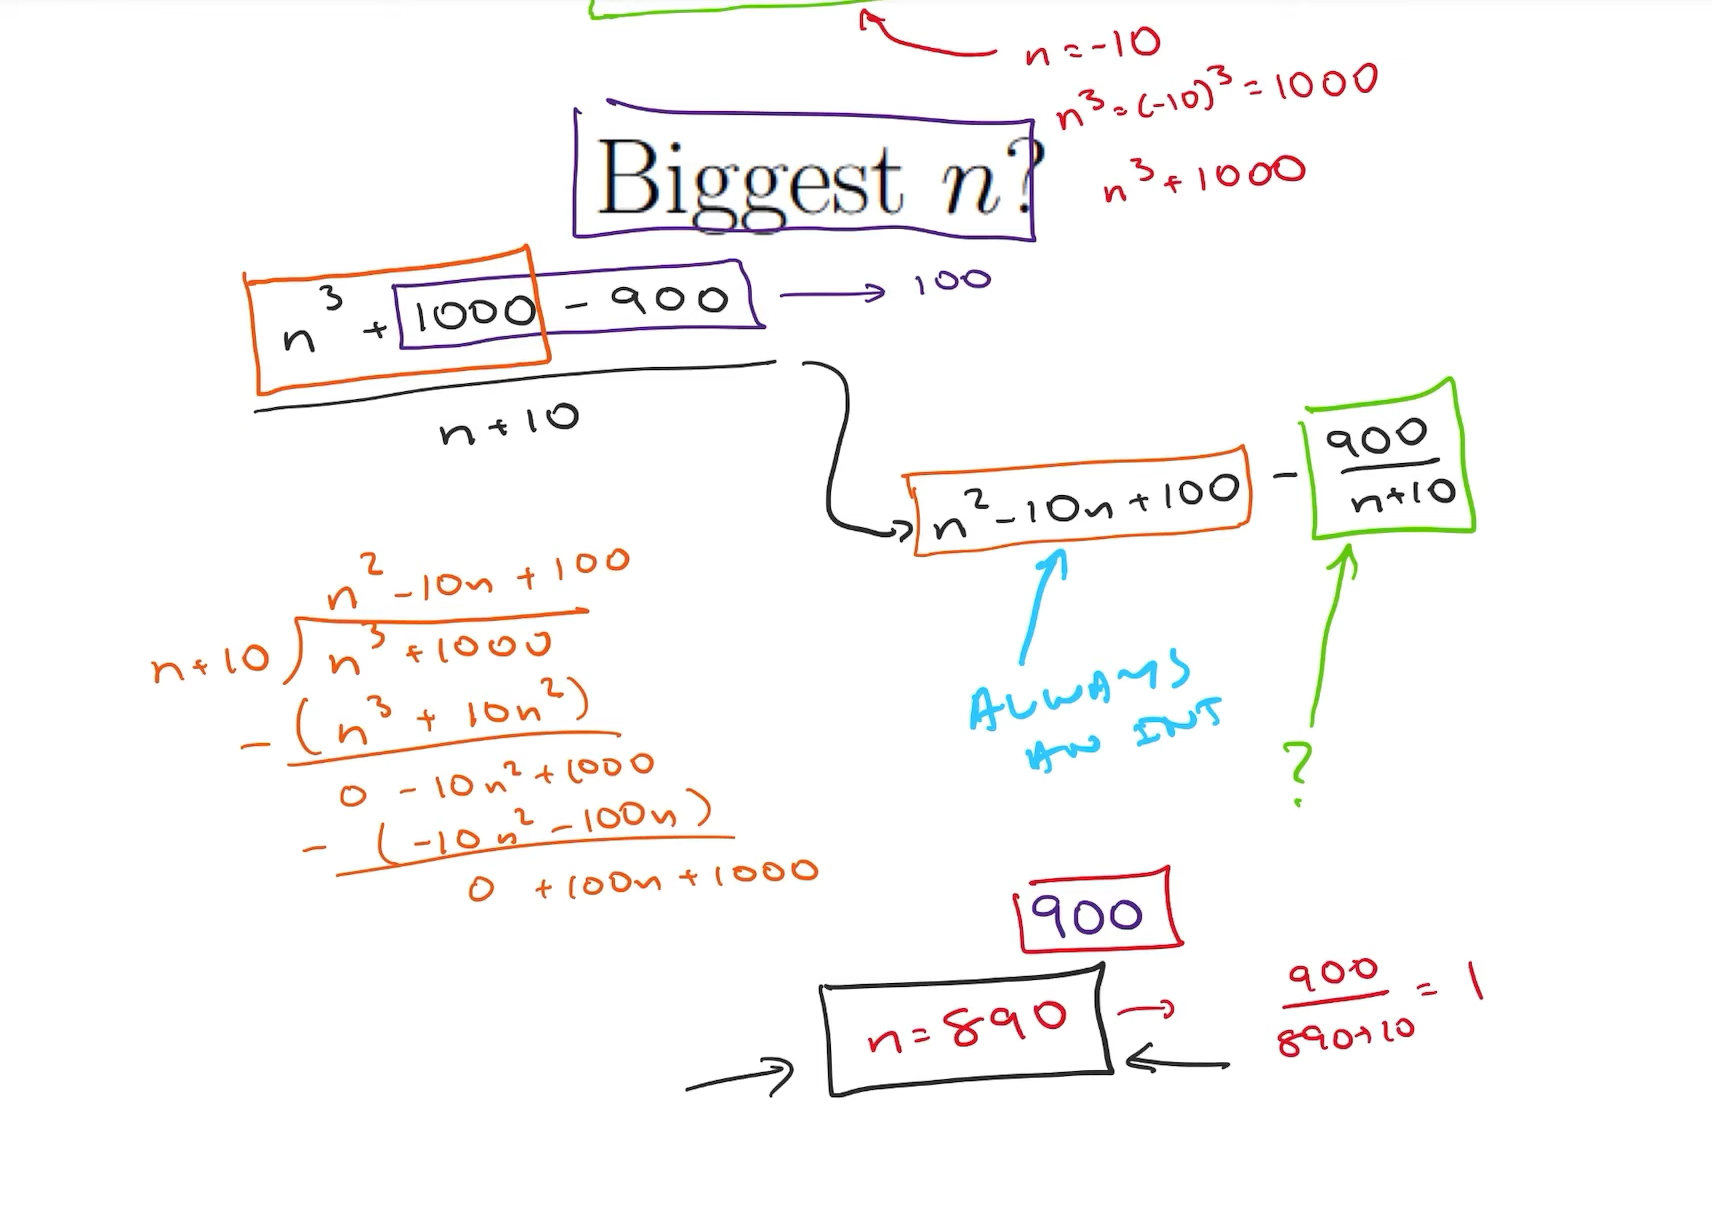 n = -10
n³ = (-10)³ = 1000
Biggest n?
n³ + 1000
n³ + 1000 - 900 → 100
n + 10
n² - 10n + 100 - 900
n+10
ALWAYS
AN INT
?
n² - 10n + 100
n + 10 ) n³ + 1000
- (n³ + 10n²)
0 - 10n² + 1000
- (-10n² - 100n)
0 + 100n + 1000
900
n = 890 → 900 = 1
890+10